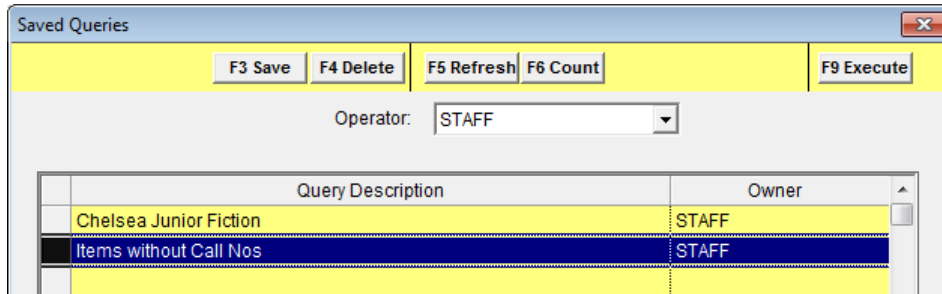 Saved Queries
F3 Save F4 Delete F5 Refresh F6 Count F9 Execute
Operator: STAFF
Query Description Owner
Chelsea Junior Fiction STAFF
Items without Call Nos STAFF